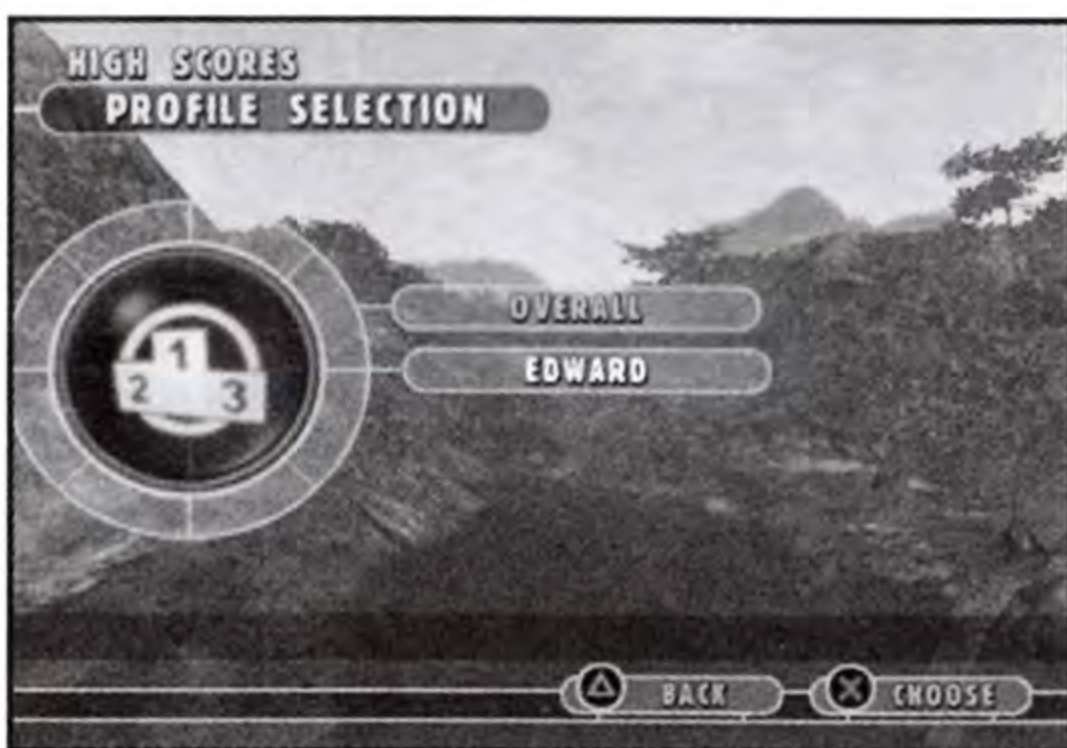 HIGH SCORES
PROFILE SELECTION
1
2 3
OVERALL
EDWARD
BACK CHOOSE